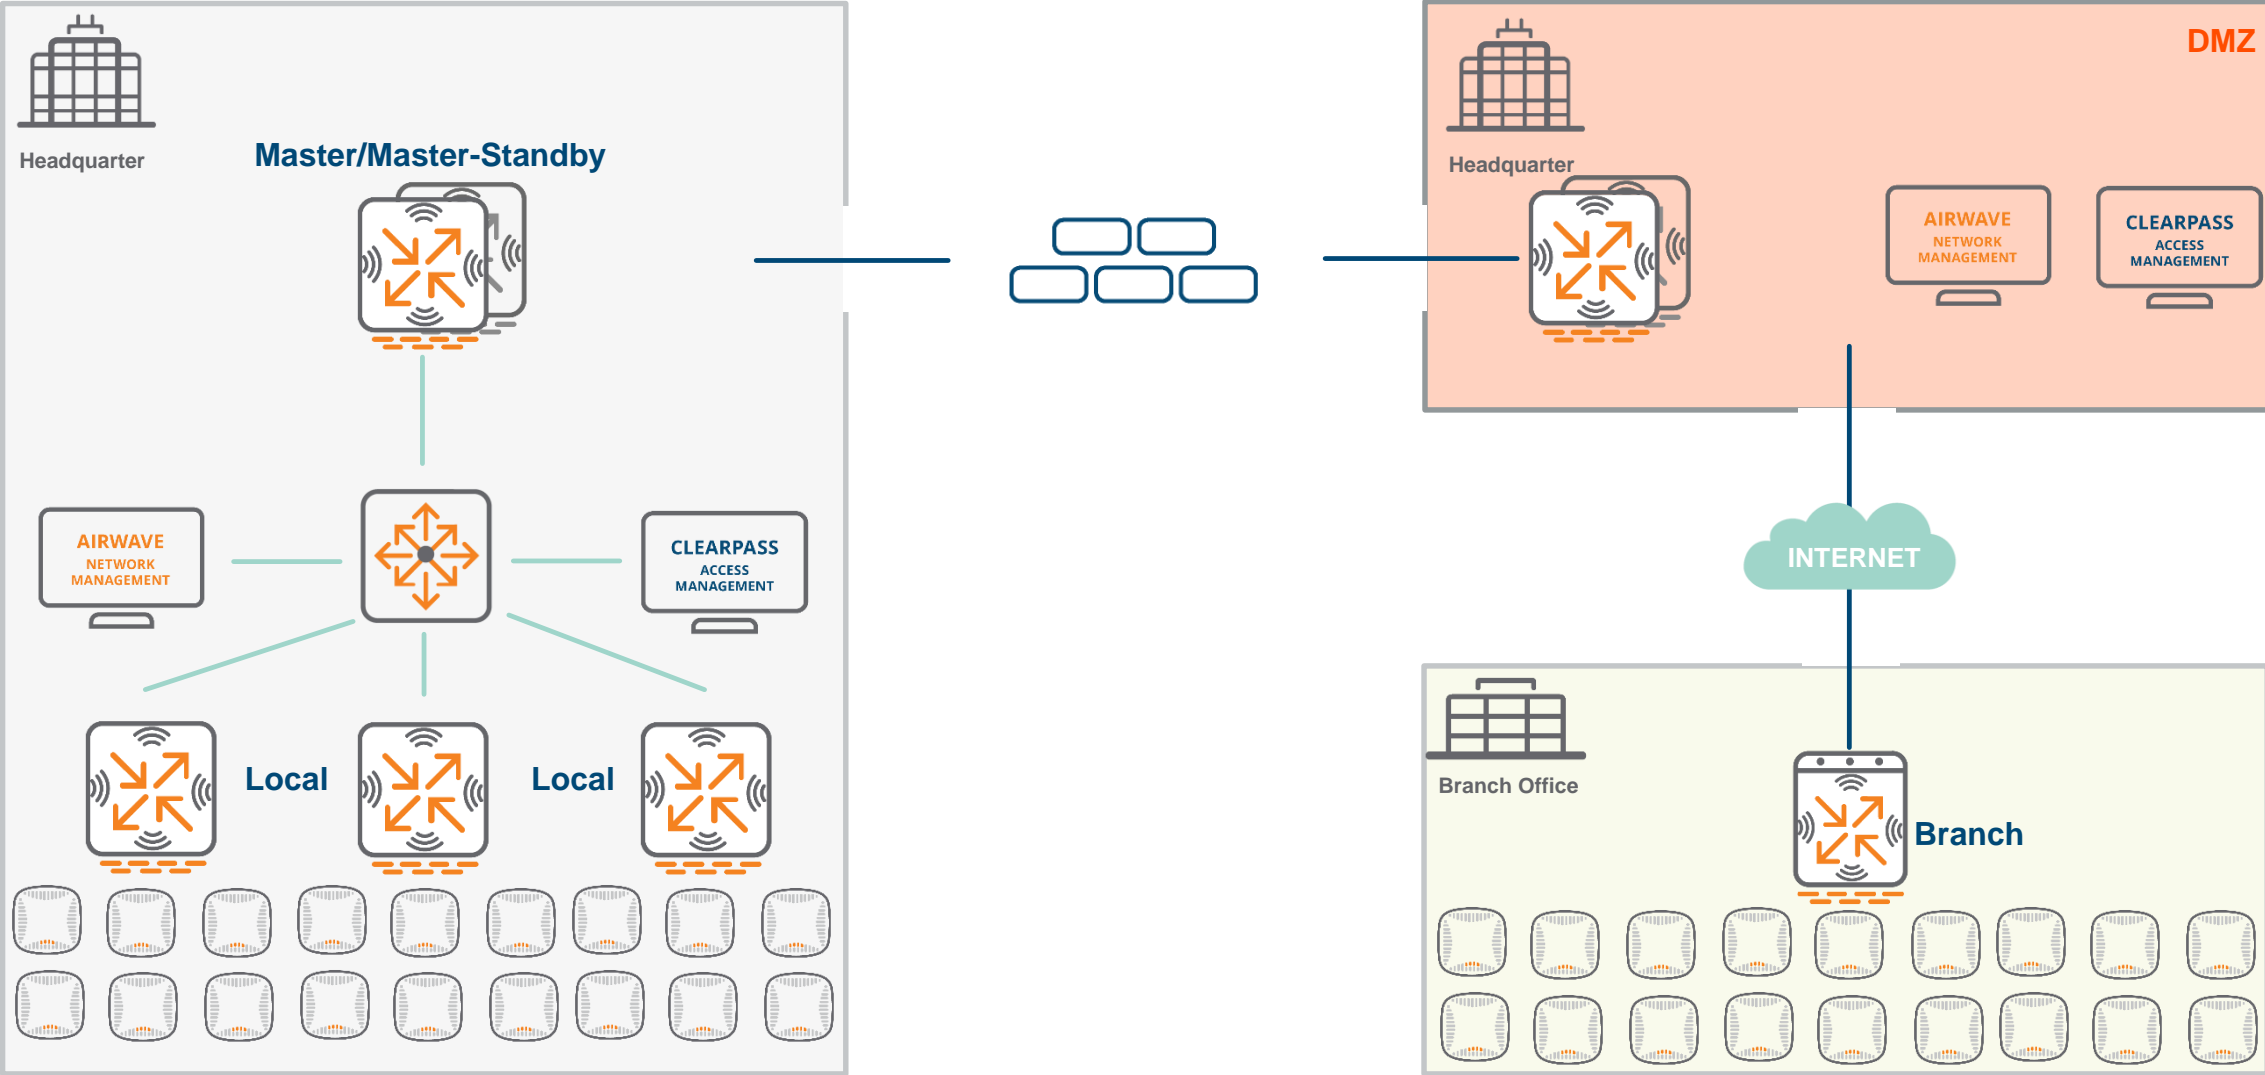 Headquarter
Master/Master-Standby
AIRWAVE
NETWORK
MANAGEMENT
CLEARPASS
ACCESS
MANAGEMENT
Local
Local
DMZ
Headquarter
AIRWAVE
NETWORK
MANAGEMENT
CLEARPASS
ACCESS
MANAGEMENT
INTERNET
Branch Office
Branch